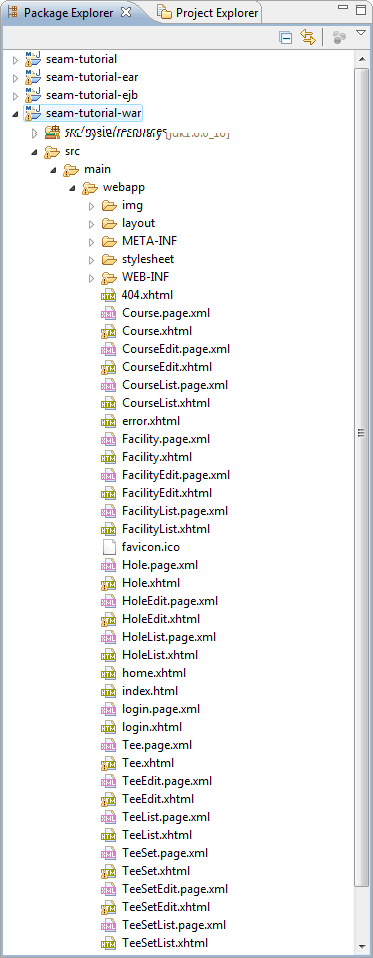 Package Explorer Project Explorer
seam-tutorial
seam-tutorial-ear
seam-tutorial-ejb
seam-tutorial-war
src/main/resources
src
main
webapp
img
layout
META-INF
stylesheet
WEB-INF
404.xhtml
Course.page.xml
Course.xhtml
CourseEdit.page.xml
CourseEdit.xhtml
CourseList.page.xml
CourseList.xhtml
error.xhtml
Facility.page.xml
Facility.xhtml
FacilityEdit.page.xml
FacilityEdit.xhtml
FacilityList.page.xml
FacilityList.xhtml
favicon.ico
Hole.page.xml
Hole.xhtml
HoleEdit.page.xml
HoleEdit.xhtml
HoleList.page.xml
HoleList.xhtml
home.xhtml
index.html
login.page.xml
login.xhtml
Tee.page.xml
Tee.xhtml
TeeEdit.page.xml
TeeEdit.xhtml
TeeList.page.xml
TeeList.xhtml
TeeSet.page.xml
TeeSet.xhtml
TeeSetEdit.page.xml
TeeSetEdit.xhtml
TeeSetList.page.xml
TeeSetList.xhtml